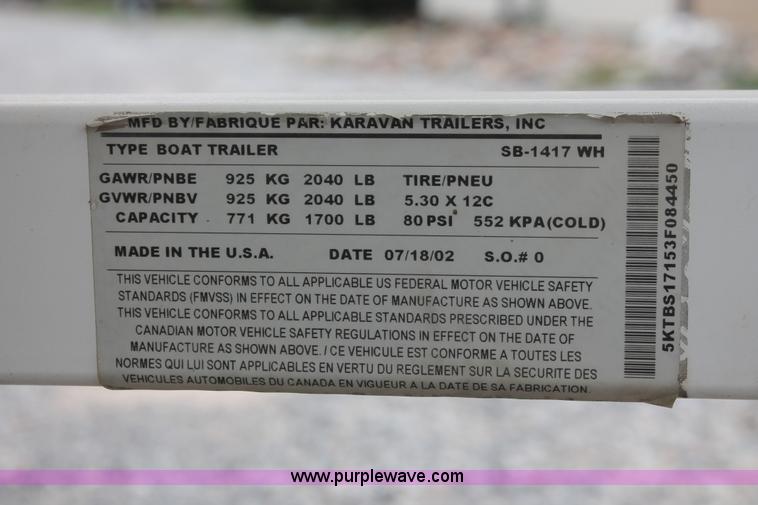 MFD BY/FABRIQUE PAR: KARAVAN TRAILERS, INC
TYPE BOAT TRAILER SB-1417 WH
GAWR/PNBE 925 KG 2040 LB TIRE/PNEU
GVWR/PNBV 925 KG 2040 LB 5.30 X 12C
CAPACITY 771 KG 1700 LB 80 PSI 552 KPA(COLD)
MADE IN THE U.S.A. DATE 07/18/02 S.O.# 0
THIS VEHICLE CONFORMS TO ALL APPLICABLE US FEDERAL MOTOR VEHICLE SAFETY
STANDARDS (FMVSS) IN EFFECT ON THE DATE OF MANUFACTURE AS SHOWN ABOVE.
THIS VEHICLE CONFORMS TO ALL APPLICABLE STANDARDS PRESCRIBED UNDER THE
CANADIAN MOTOR VEHICLE SAFETY REGULATIONS IN EFFECT ON THE DATE OF
MANUFACTURE AS SHOWN ABOVE. / CE VEHICULE EST CONFORME A TOUTES LES
NORMES QUI LUI SONT APPLICABLES EN VERTU DU REGLEMENT SUR LA SECURITE DES
VEHICULES AUTOMOBILES DU CANADA EN VIGUEUR A LA DATE DE SA FABRICATION.
5KTBS17153F084450
www.purplewave.com